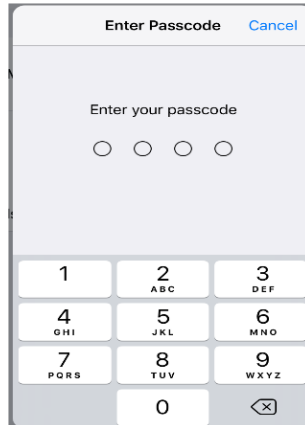 Enter Passcode Cancel
Enter your passcode
1 2 3
ABC DEF
4 5 6
GHI JKL MNO
7 8 9
PQRS TUV WXYZ
0